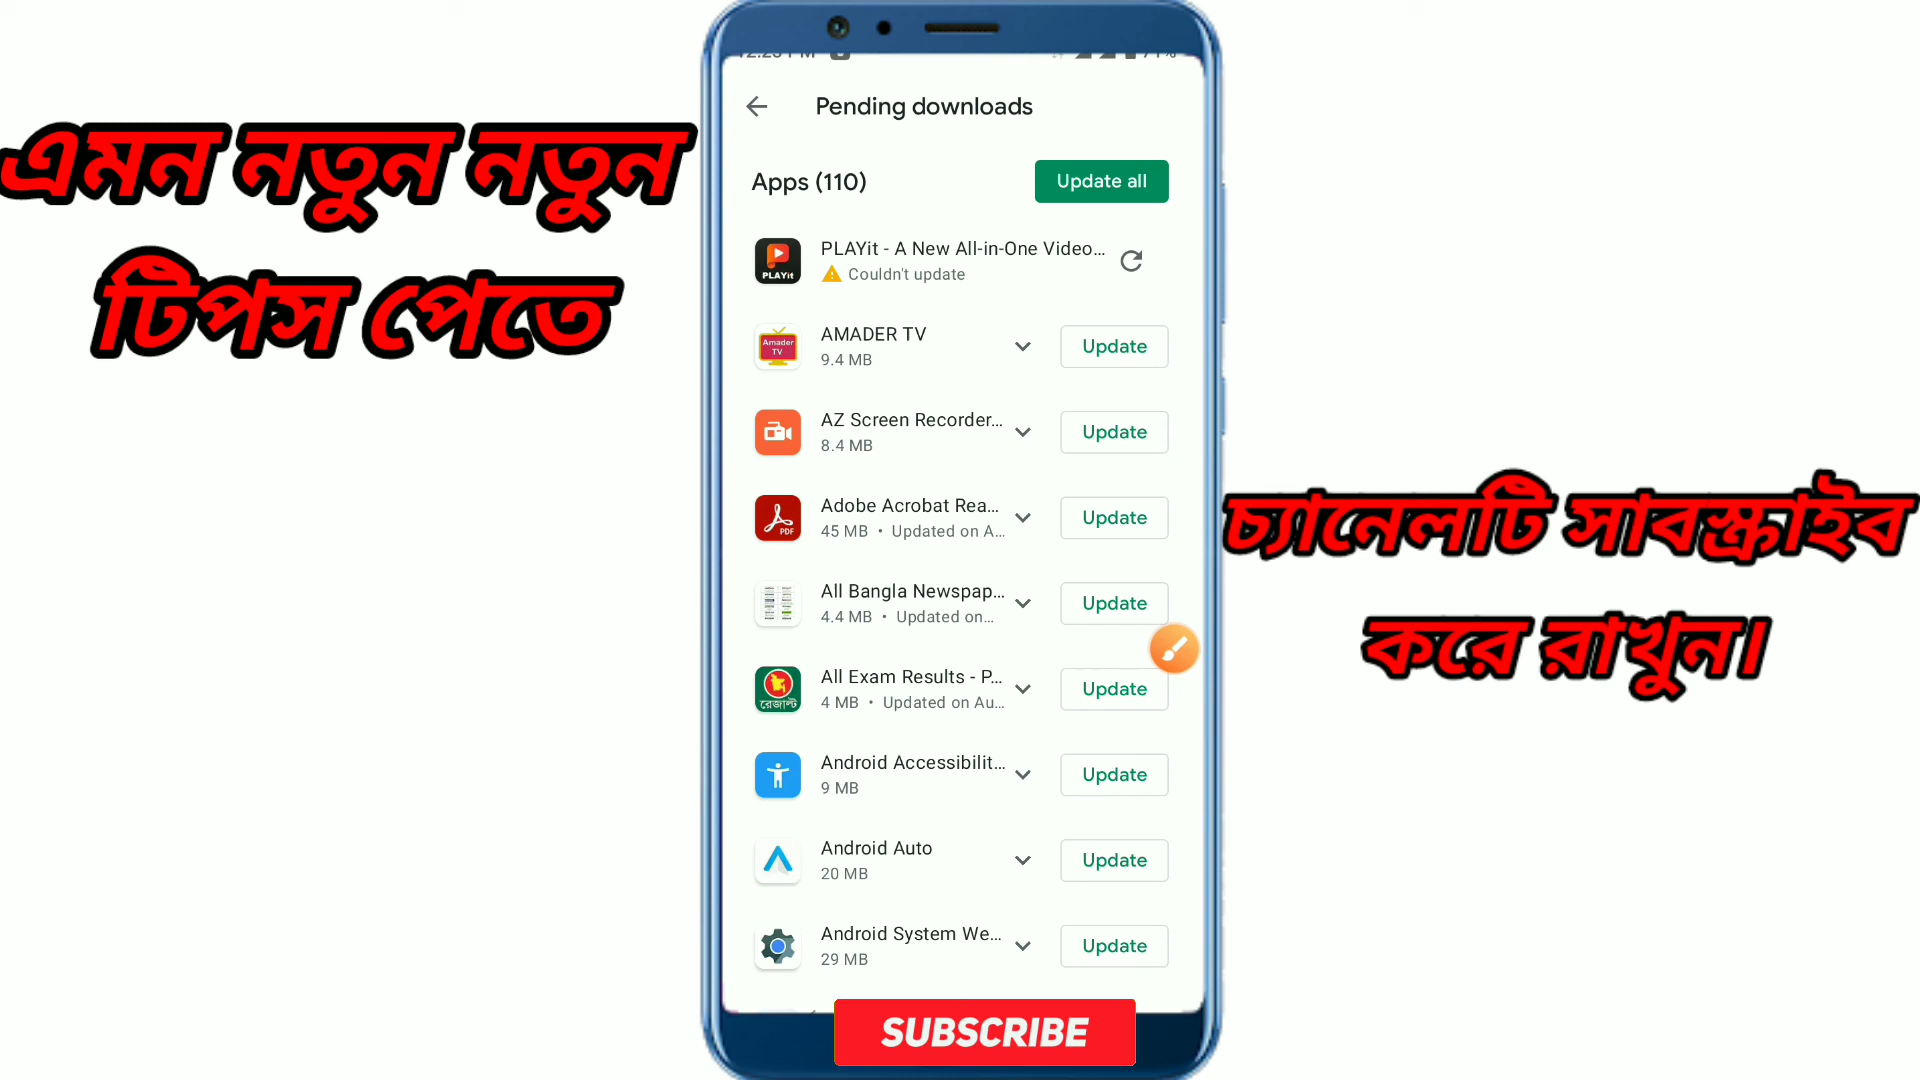 এমন নতুন নতুন
টিপস পেতে
Pending downloads
Apps (110)
Update all
PLAYit
PLAYit - A New All-in-One Video...
Couldn't update
Amader
TV
AMADER TV
9.4 MB
Update
AZ Screen Recorder...
8.4 MB
Update
PDF
Adobe Acrobat Rea...
45 MB • Updated on A...
Update
All Bangla Newspap...
4.4 MB • Updated on...
Update
রেজাল্ট
All Exam Results - P...
4 MB • Updated on Au...
Update
Android Accessibilit...
9 MB
Update
Android Auto
20 MB
Update
Android System We...
29 MB
Update
চ্যানেলটি সাবস্ক্রাইব
করে রাখুন।
SUBSCRIBE